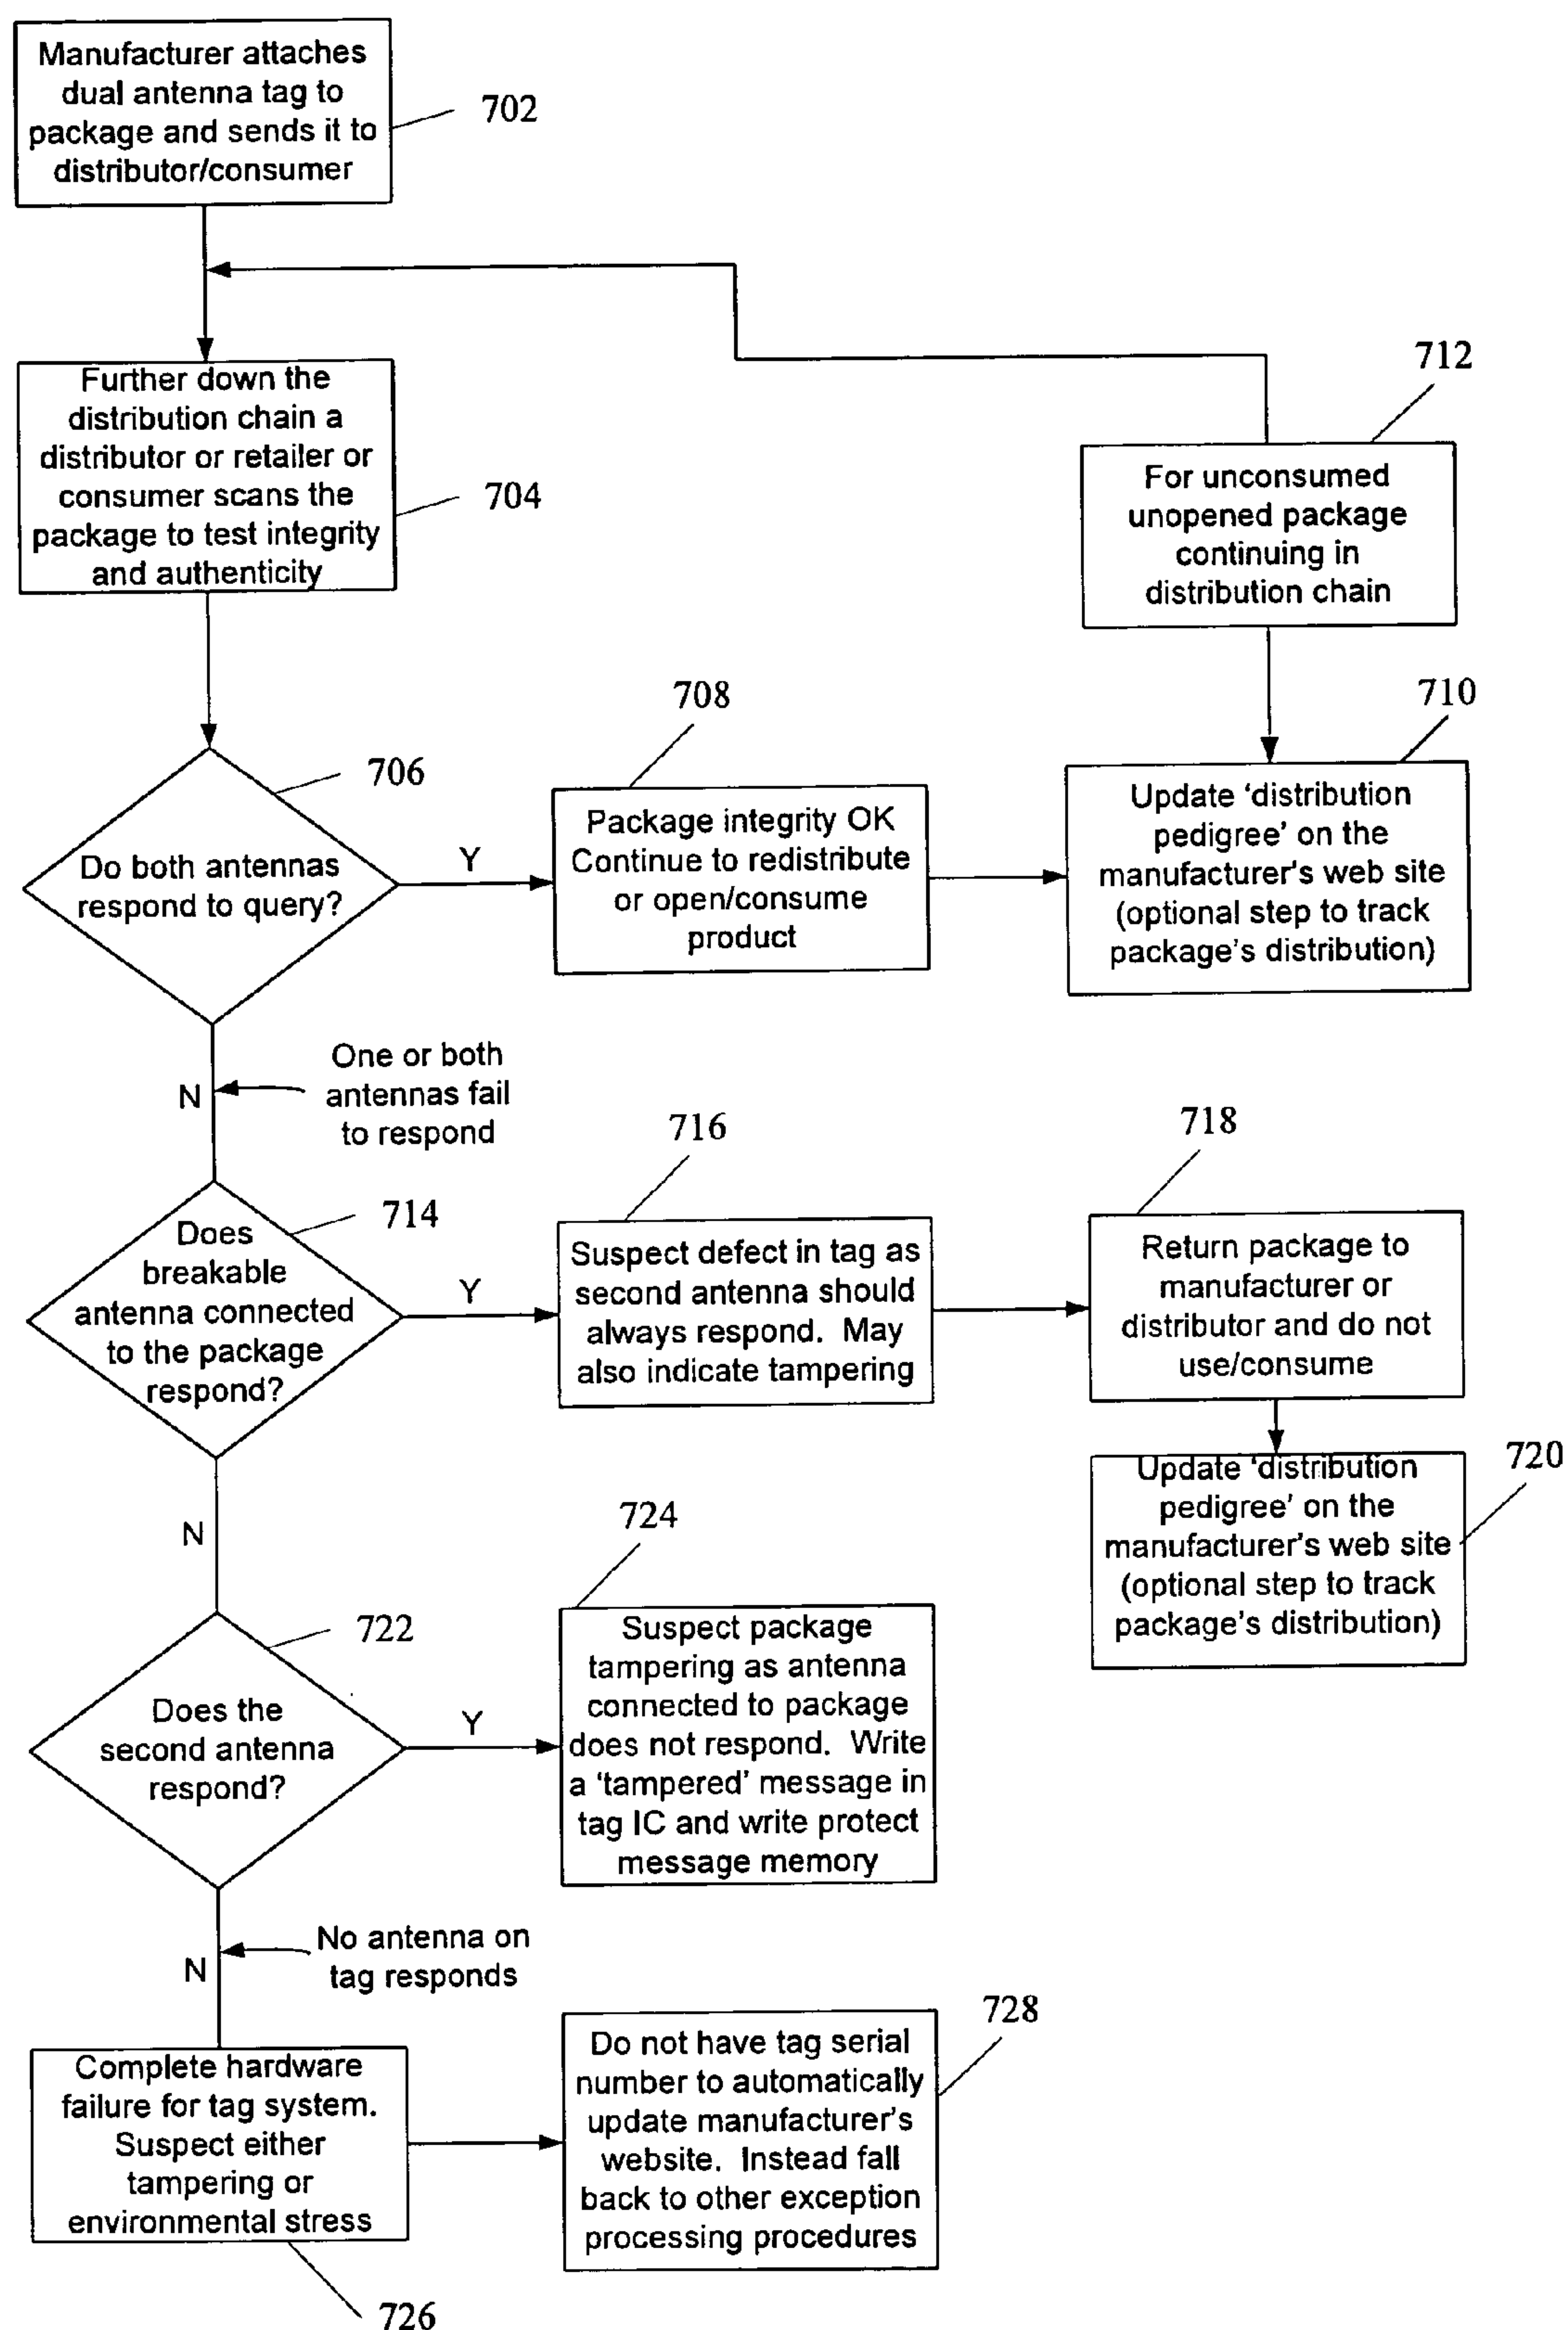 Manufacturer attaches
dual antenna tag to
package and sends it to
distributor/consumer
702
Further down the
distribution chain a
distributor or retailer or
consumer scans the
package to test integrity
and authenticity
704
712
For unconsumed
unopened package
continuing in
distribution chain
706
Do both antennas
respond to query?
Y
708
Package integrity OK
Continue to redistribute
or open/consume
product
710
Update ‘distribution
pedigree’ on the
manufacturer's web site
(optional step to track
package's distribution)
N
One or both
antennas fail
to respond
714
Does
breakable
antenna connected
to the package
respond?
Y
716
Suspect defect in tag as
second antenna should
always respond. May
also indicate tampering
718
Return package to
manufacturer or
distributor and do not
use/consume
720
Update ‘distribution
pedigree’ on the
manufacturer's web site
(optional step to track
package's distribution)
N
722
Does the
second antenna
respond?
Y
724
Suspect package
tampering as antenna
connected to package
does not respond. Write
a ‘tampered’ message in
tag IC and write protect
message memory
N
No antenna on
tag responds
Complete hardware
failure for tag system.
Suspect either
tampering or
environmental stress
726
728
Do not have tag serial
number to automatically
update manufacturer's
website. Instead fall
back to other exception
processing procedures